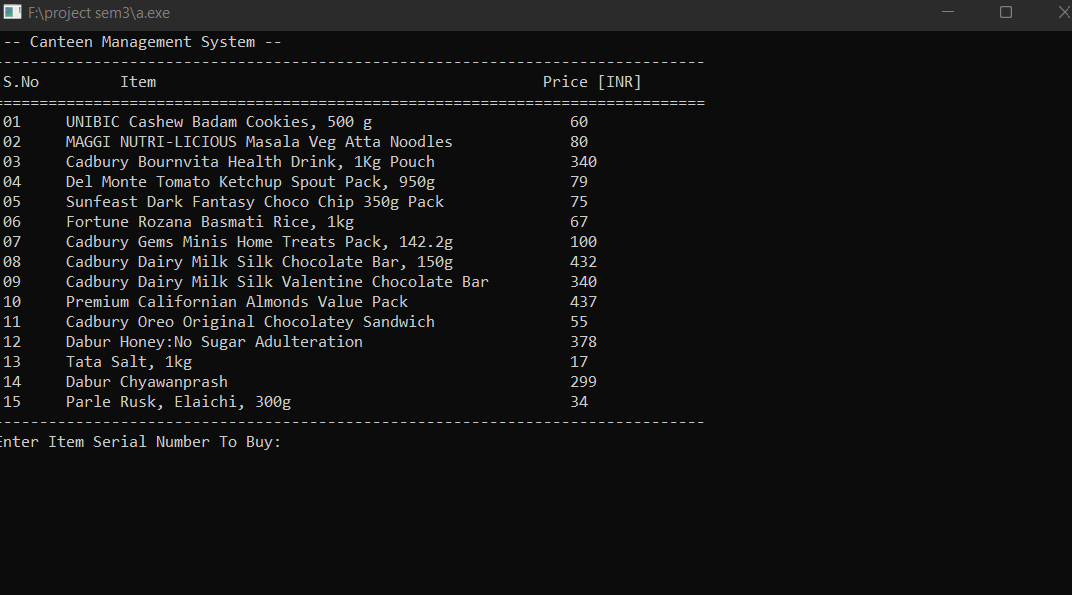 F:\project sem3\a.exe
-- Canteen Management System --
------------------------------------------------------------------------------
S.No Item Price [INR]
==============================================================================
01 UNIBIC Cashew Badam Cookies, 500 g 60
02 MAGGI NUTRI-LICIOUS Masala Veg Atta Noodles 80
03 Cadbury Bournvita Health Drink, 1Kg Pouch 340
04 Del Monte Tomato Ketchup Spout Pack, 950g 79
05 Sunfeast Dark Fantasy Choco Chip 350g Pack 75
06 Fortune Rozana Basmati Rice, 1kg 67
07 Cadbury Gems Minis Home Treats Pack, 142.2g 100
08 Cadbury Dairy Milk Silk Chocolate Bar, 150g 432
09 Cadbury Dairy Milk Silk Valentine Chocolate Bar 340
10 Premium Californian Almonds Value Pack 437
11 Cadbury Oreo Original Chocolatey Sandwich 55
12 Dabur Honey:No Sugar Adulteration 378
13 Tata Salt, 1kg 17
14 Dabur Chyawanprash 299
15 Parle Rusk, Elaichi, 300g 34
------------------------------------------------------------------------------
Enter Item Serial Number To Buy: